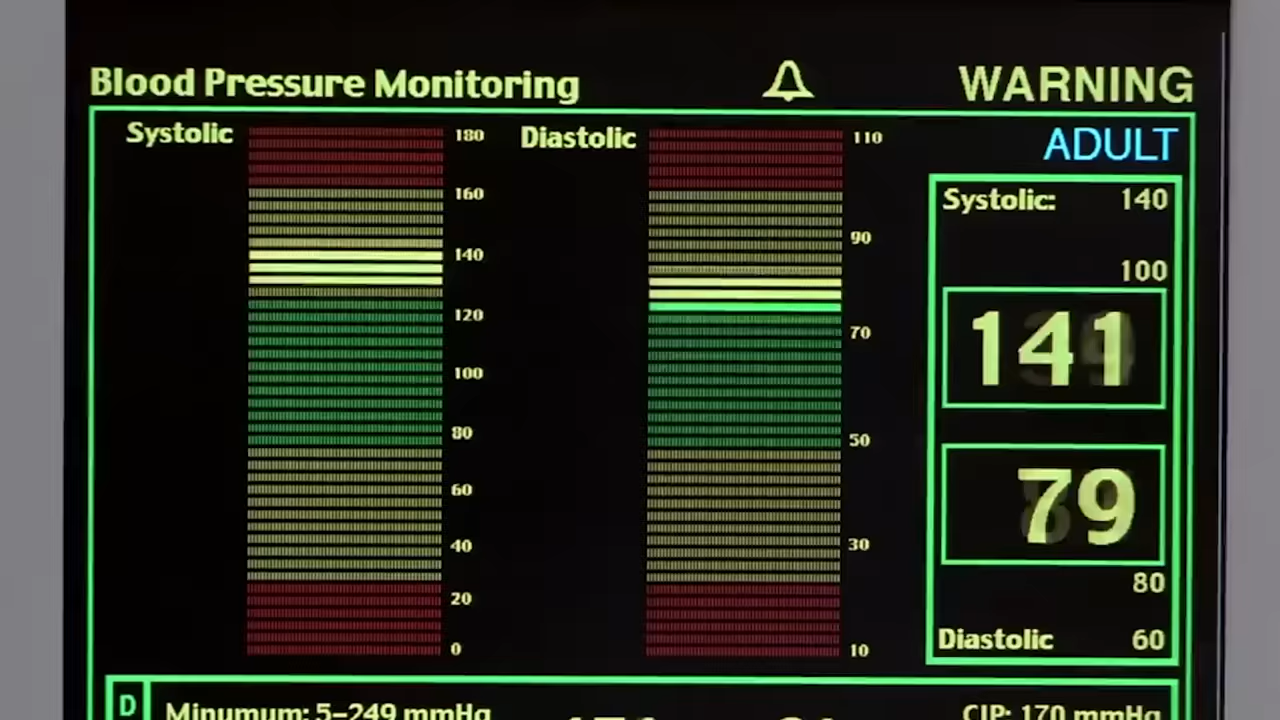 Blood Pressure Monitoring
WARNING
ADULT
Systolic
180
160
140
120
100
80
60
40
20
0
Diastolic
110
90
70
50
30
10
Systolic: 140
100
141
79
80
Diastolic 60
D
Minumum: 5-249 mmHg
CIP: 170 mmHg